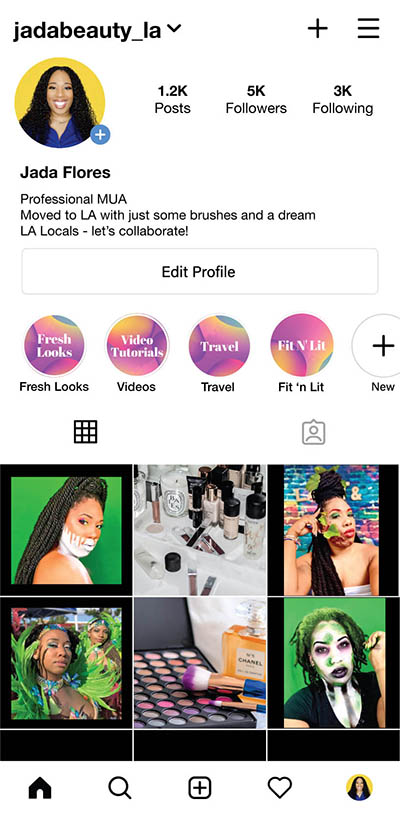 jadabeauty_la
1.2K 5K 3K
Posts Followers Following
Jada Flores
Professional MUA
Moved to LA with just some brushes and a dream
LA Locals - let's collaborate!
Edit Profile
Fresh Looks
Video Tutorials
Travel
Fit N' Lit
Fresh Looks Videos Travel Fit ‘n Lit New
N°5
CHANEL